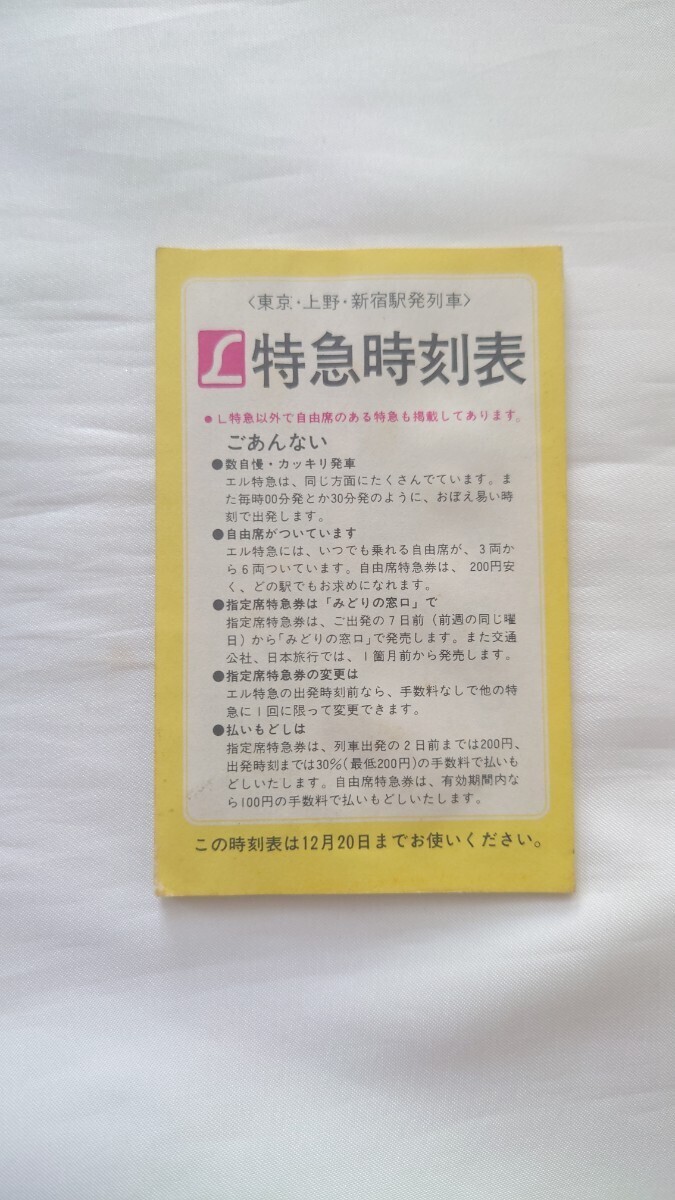 〈東京・上野・新宿駅発列車〉
L特急時刻表
●L特急以外で自由席のある特急も掲載してあります。
ごあんない
●数自慢・カッキリ発車
エル特急は、同じ方面にたくさんでています。ま
た毎時00分発とか30分発のように、おぼえ易い時
刻で出発します。
●自由席がついています
エル特急には、いつでも乗れる自由席が、3両か
ら6両ついています。自由席特急券は、200円安
く、どの駅でもお求めになれます。
●指定席特急券は「みどりの窓口」で
指定席特急券は、ご出発の7日前(前週の同じ曜
日)から「みどりの窓口」で発売します。また交通
公社、日本旅行では、1箇月前から発売します。
●指定席特急券の変更は
エル特急の出発時刻前なら、手数料なしで他の特
急に1回に限って変更できます。
●払いもどしは
指定席特急券は、列車出発の2日前までは200円、
出発時刻までは30%(最低200円)の手数料で払いも
どしいたします。自由席特急券は、有効期間内な
ら100円の手数料で払いもどしいたします。
この時刻表は12月20日までお使いください。